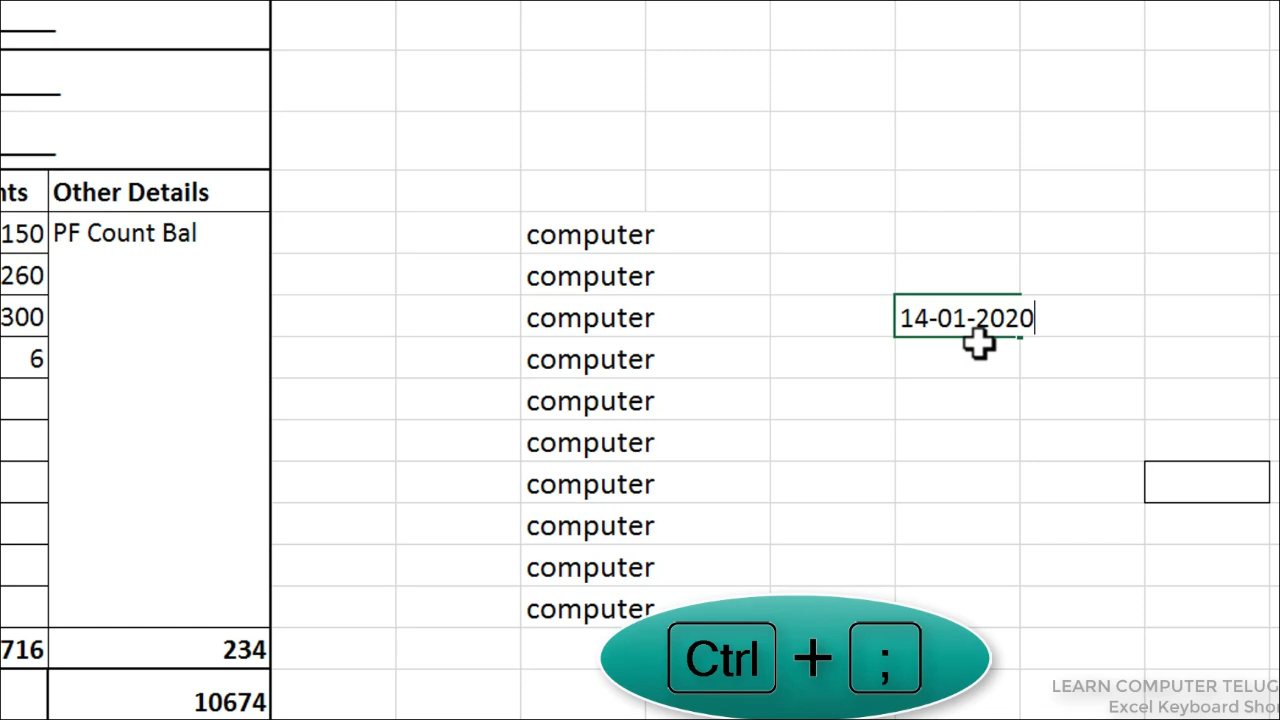 nts Other Details
150 PF Count Bal computer
260 computer
300 computer 14-01-2020
6 computer
computer
computer
computer
computer
computer
computer
716 234
10674
Ctrl + ;
LEARN COMPUTER TELUG
Excel Keyboard Shor